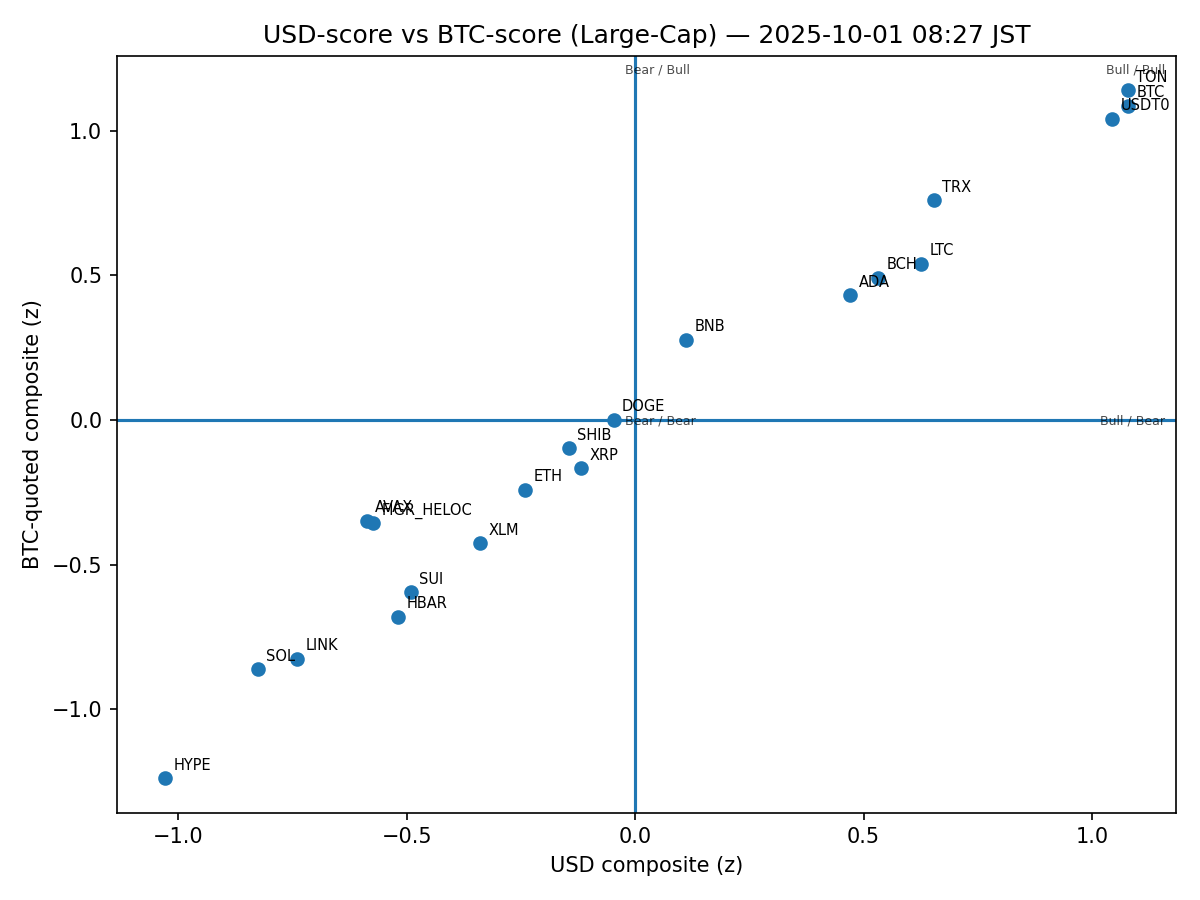 USD-score vs BTC-score (Large-Cap) — 2025-10-01 08:27 JST
Bear / Bull
Bull / Bull
TON
BTC
USDT0
TRX
LTC
BCH
ADA
BNB
DOGE
Bear / Bear
Bull / Bear
SHIB
XRP
ETH
AVAX
FIGR_HELOC
XLM
SUI
HBAR
LINK
SOL
HYPE
1.0
0.5
0.0
−0.5
−1.0
BTC-quoted composite (z)
−1.0
−0.5
0.0
0.5
1.0
USD composite (z)